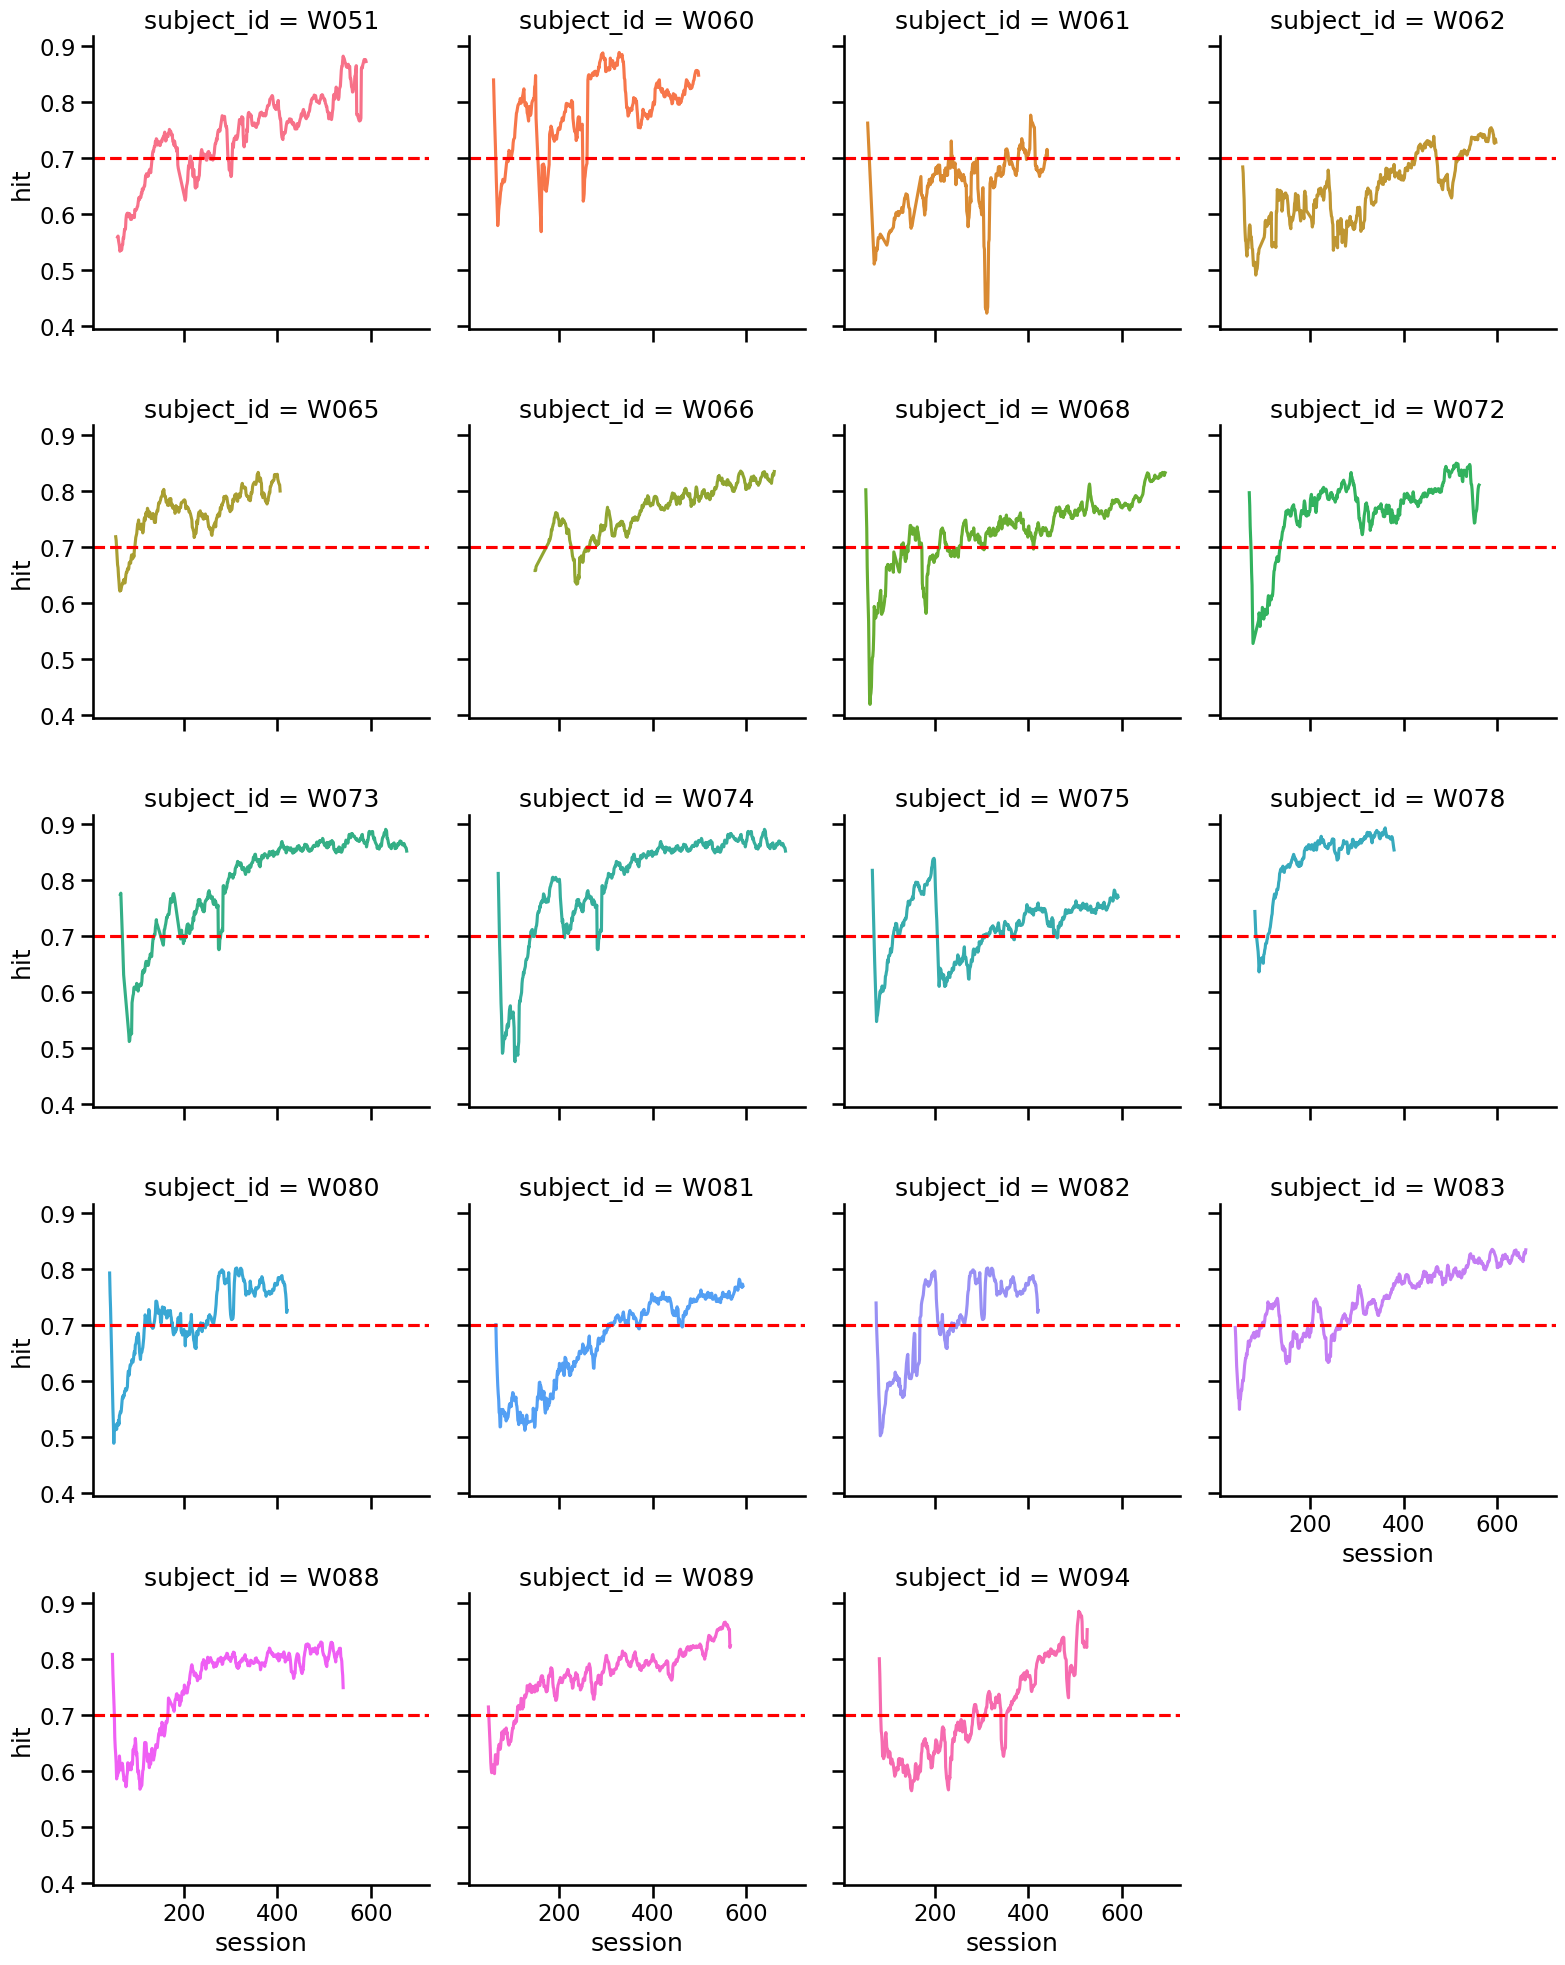 subject_id = W051
subject_id = W060
subject_id = W061
subject_id = W062
0.9
0.8
0.7
0.6
0.5
0.4
hit
subject_id = W065
subject_id = W066
subject_id = W068
subject_id = W072
0.9
0.8
0.7
0.6
0.5
0.4
hit
subject_id = W073
subject_id = W074
subject_id = W075
subject_id = W078
0.9
0.8
0.7
0.6
0.5
0.4
hit
subject_id = W080
subject_id = W081
subject_id = W082
subject_id = W083
0.9
0.8
0.7
0.6
0.5
0.4
hit
200 400 600
session
subject_id = W088
subject_id = W089
subject_id = W094
0.9
0.8
0.7
0.6
0.5
0.4
hit
200 400 600
200 400 600
200 400 600
session
session
session